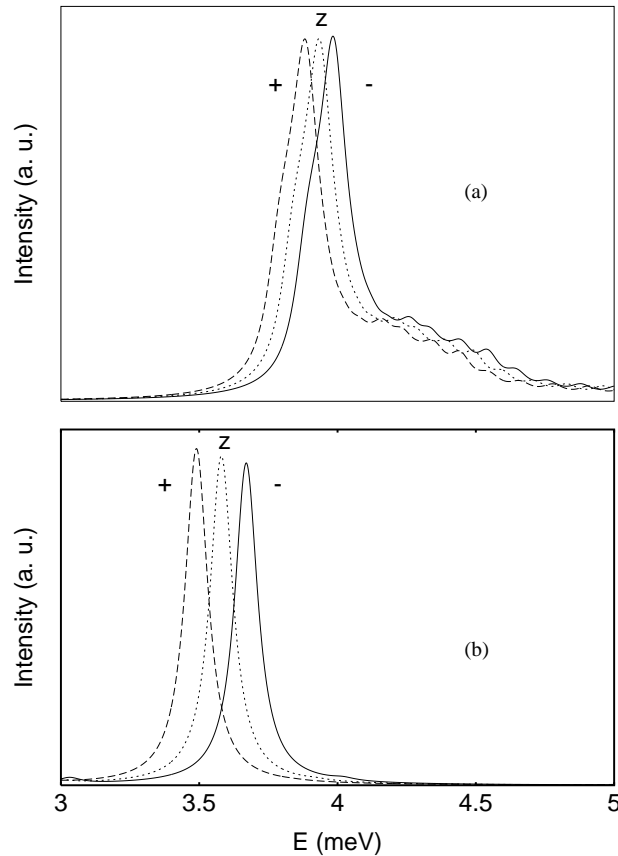 z
+ -
Intensity (a. u.)
(a)
z
+ -
Intensity (a. u.)
(b)
3 3.5 4 4.5 5
E (meV)